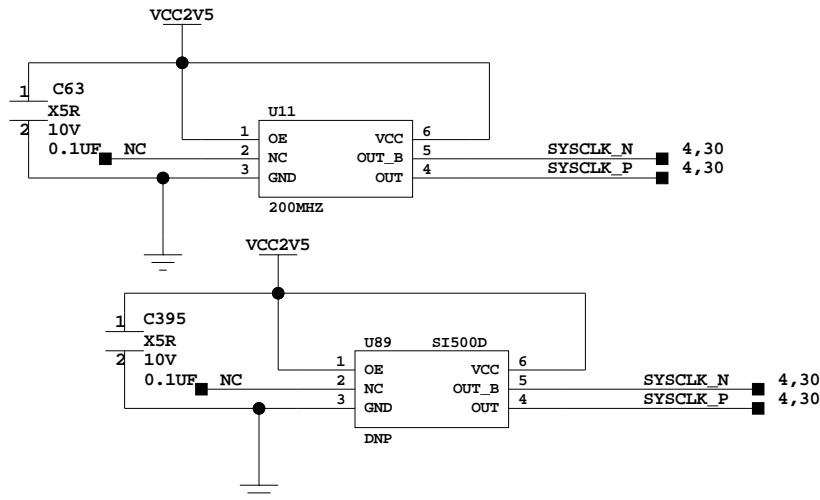 VCC2V5
1 C63
X5R
2 10V
0.1UF NC
U11
1 OE VCC 6
2 NC OUT_B 5 SYSCLK_N 4,30
3 GND OUT 4 SYSCLK_P 4,30
200MHZ
VCC2V5
1 C395
X5R
2 10V
0.1UF NC
U89 SI500D
1 OE VCC 6
2 NC OUT_B 5 SYSCLK_N 4,30
3 GND OUT 4 SYSCLK_P 4,30
DNP